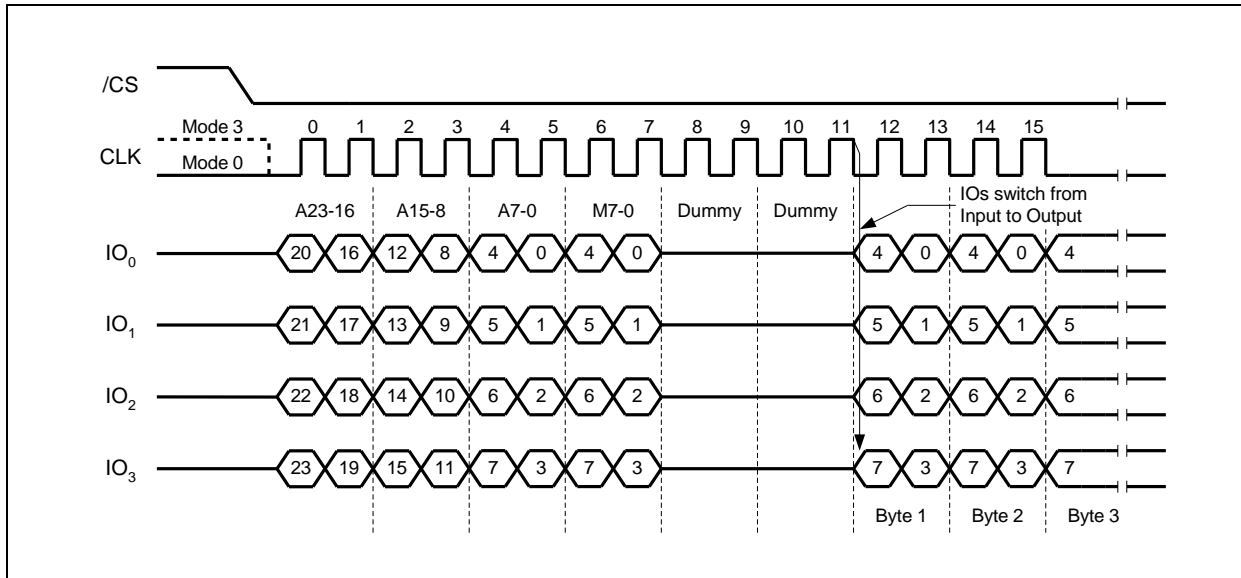 /CS
Mode 3 0 1 2 3 4 5 6 7 8 9 10 11 12 13 14 15
CLK Mode 0
A23-16 A15-8 A7-0 M7-0 Dummy Dummy IOs switch from
Input to Output
IO0 20 16 12 8 4 0 4 0 4 0 4 0 4
IO1 21 17 13 9 5 1 5 1 5 1 5 1 5
IO2 22 18 14 10 6 2 6 2 6 2 6 2 6
IO3 23 19 15 11 7 3 7 3 7 3 7 3 7
Byte 1 Byte 2 Byte 3